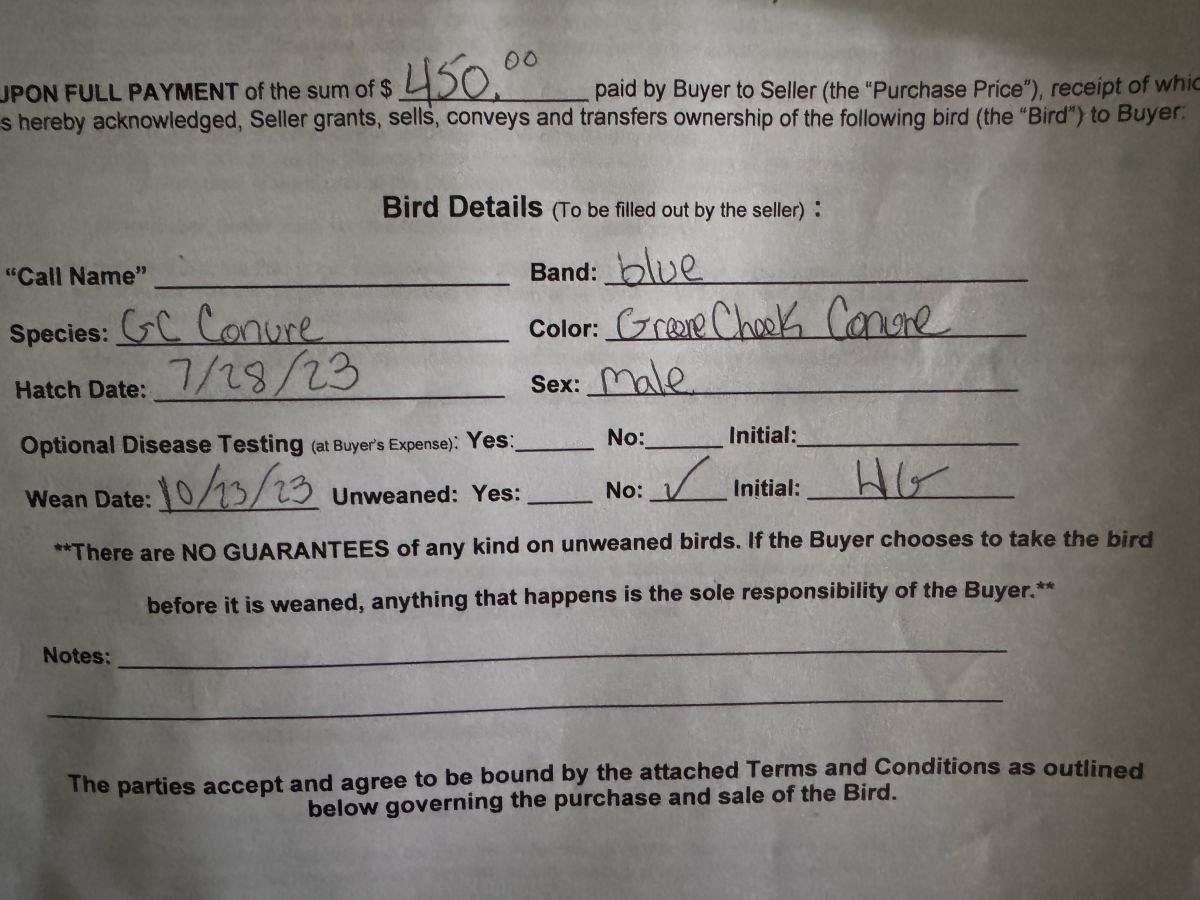 UPON FULL PAYMENT of the sum of $ 450.00 paid by Buyer to Seller (the "Purchase Price"), receipt of whic
s hereby acknowledged, Seller grants, sells, conveys and transfers ownership of the following bird (the "Bird") to Buyer:
Bird Details (To be filled out by the seller) :
"Call Name" Band: blue
Species: GC Conure Color: Greene Cheek Conure
Hatch Date: 7/28/23 Sex: male
Optional Disease Testing (at Buyer's Expense): Yes: No: Initial:
Wean Date: 10/23/23 Unweaned: Yes: No: ✓ Initial: HG
**There are NO GUARANTEES of any kind on unweaned birds. If the Buyer chooses to take the bird
before it is weaned, anything that happens is the sole responsibility of the Buyer.**
Notes:
The parties accept and agree to be bound by the attached Terms and Conditions as outlined
below governing the purchase and sale of the Bird.